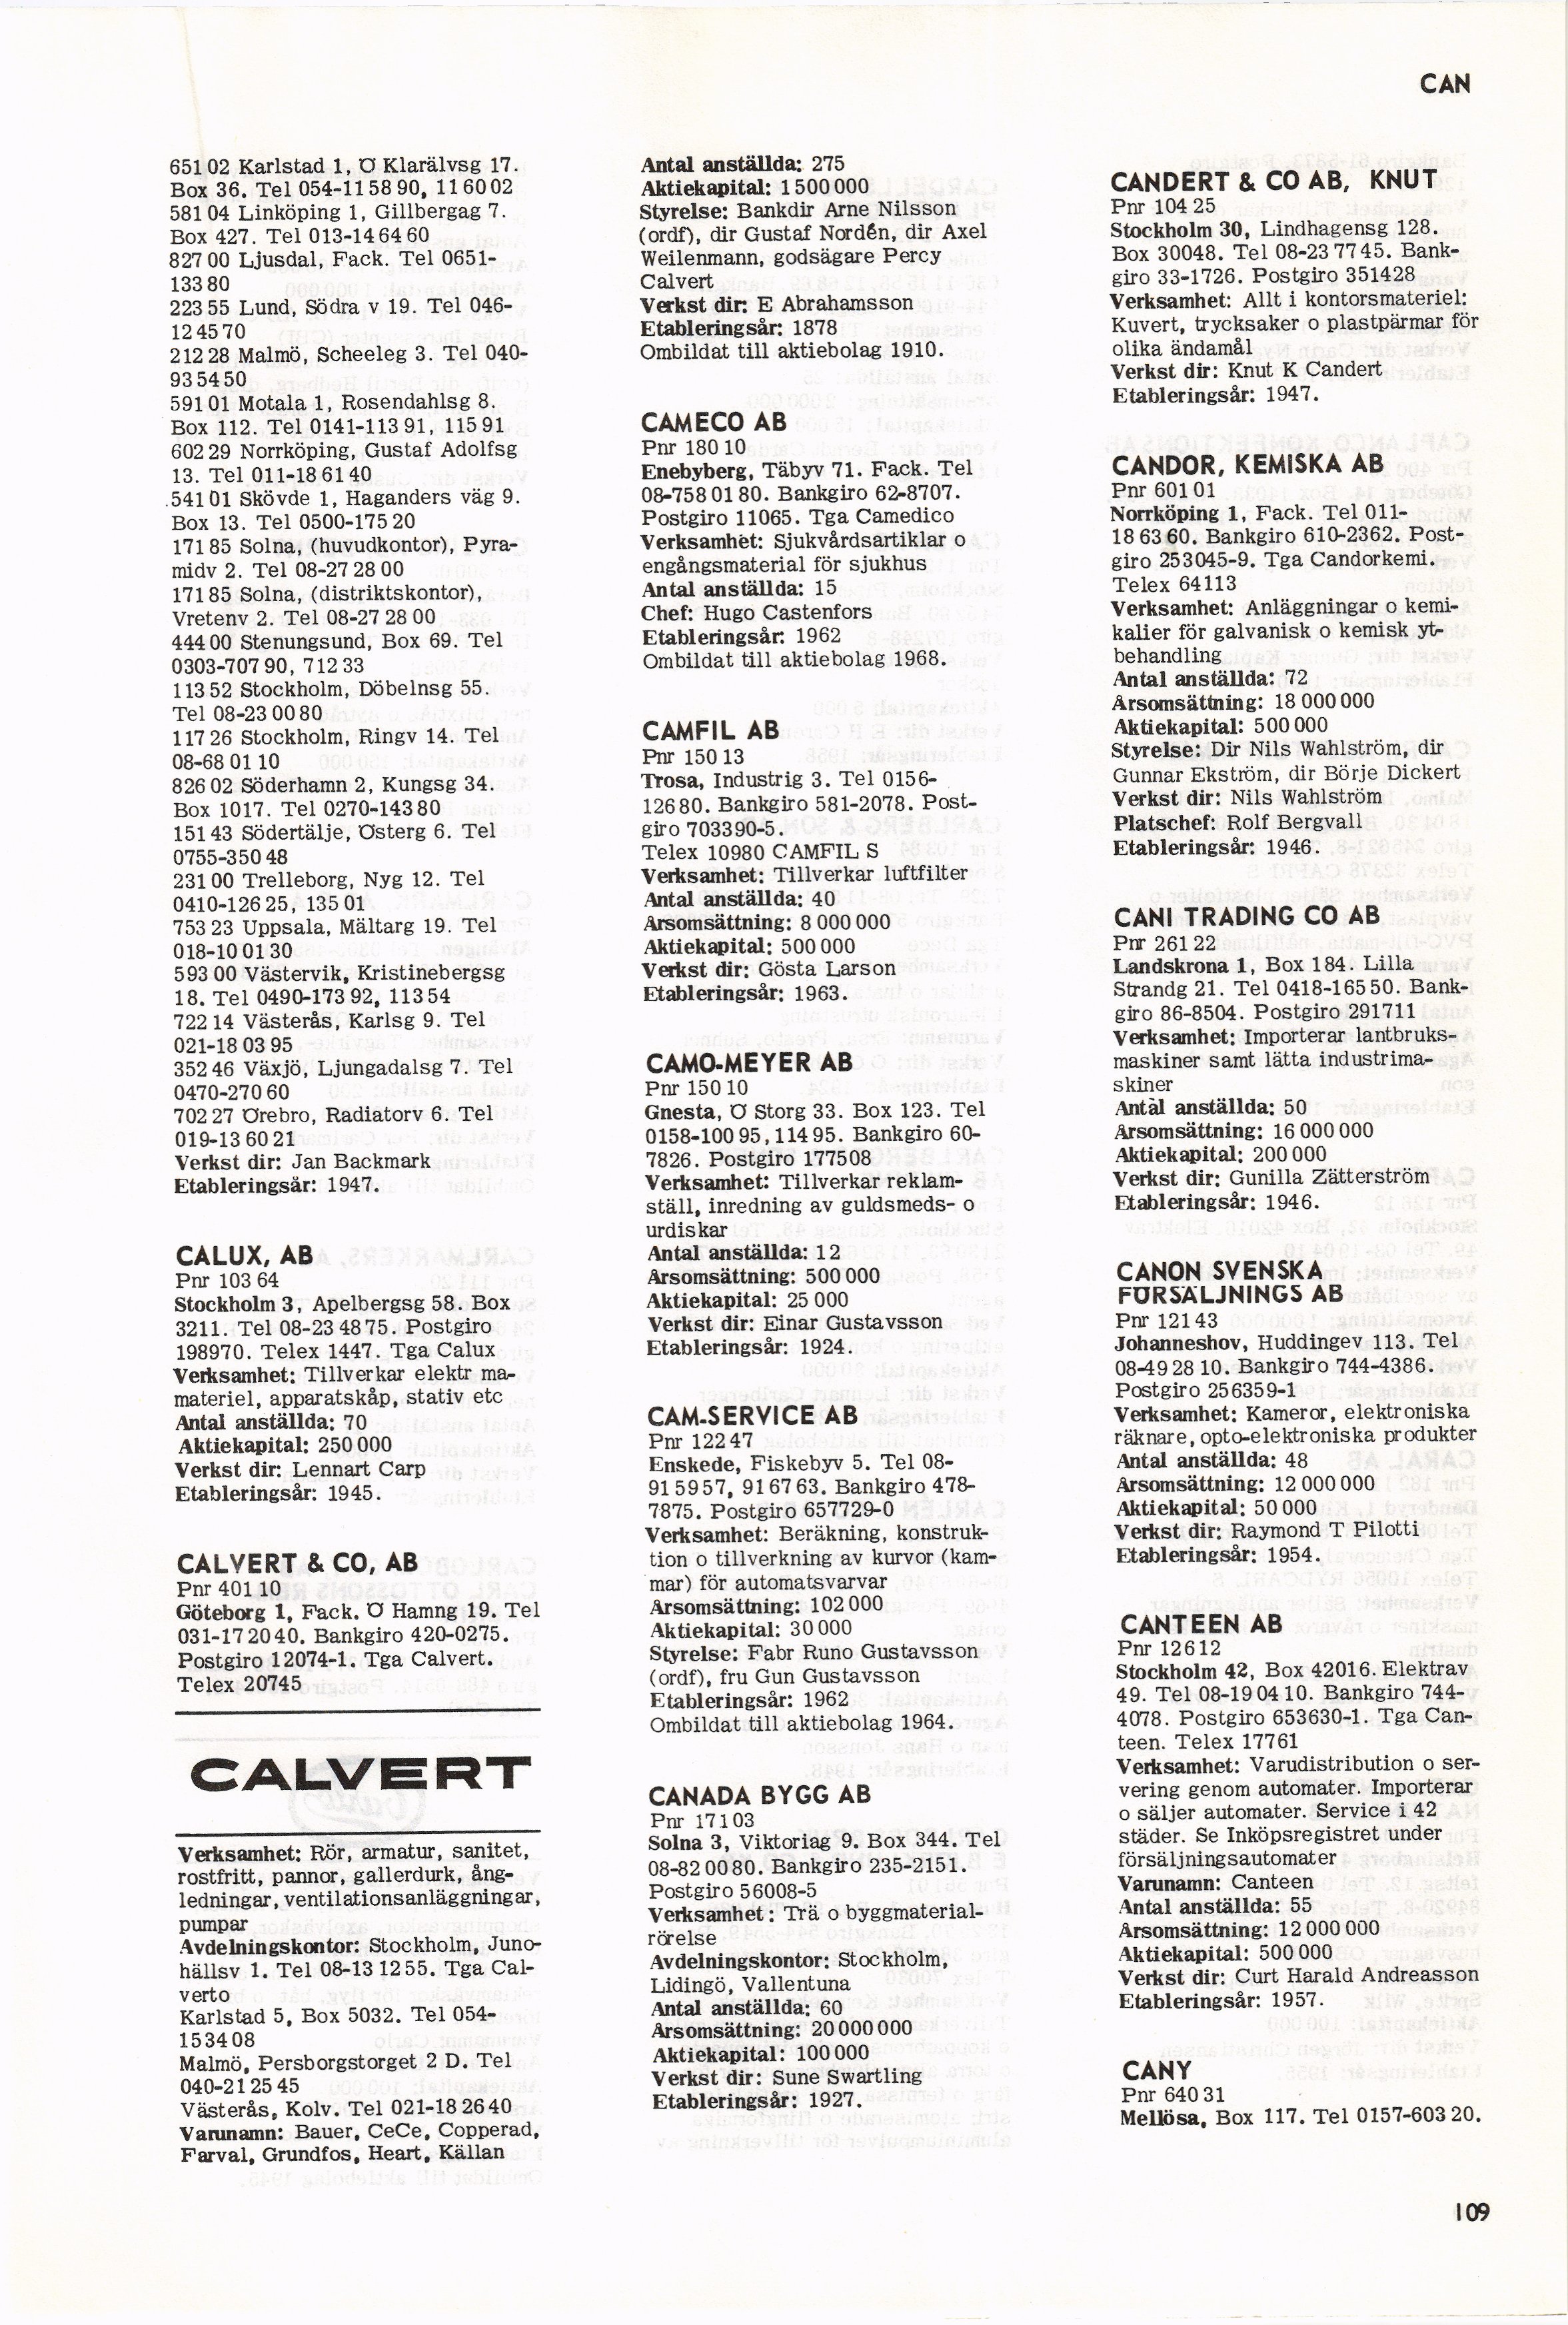 CAN
651 02 Karlstad 1, Ö Klarälvsg 17.
Box 36. Tel 054-11 58 90, 11 60 02
581 04 Linköping 1, Gillbergag 7.
Box 427. Tel 013-14 64 60
827 00 Ljusdal, Fack. Tel 0651-
133 80
223 55 Lund, Södra v 19. Tel 046-
12 45 70
212 28 Malmö, Scheeleg 3. Tel 040-
93 54 50
591 01 Motala 1, Rosendahlsg 8.
Box 112. Tel 0141-113 91, 115 91
602 29 Norrköping, Gustaf Adolfsg
13. Tel 011-18 61 40
541 01 Skövde 1, Haganders väg 9.
Box 13. Tel 0500-175 20
171 85 Solna, (huvudkontor), Pyra-
midv 2. Tel 08-27 28 00
171 85 Solna, (distriktskontor),
Vretenv 2. Tel 08-27 28 00
444 00 Stenungsund, Box 69. Tel
0303-707 90, 712 33
113 52 Stockholm, Döbelnsg 55.
Tel 08-23 00 80
117 26 Stockholm, Ringv 14. Tel
08-68 01 10
826 02 Söderhamn 2, Kungsg 34.
Box 1017. Tel 0270-143 80
151 43 Södertälje, Österg 6. Tel
0755-350 48
231 00 Trelleborg, Nyg 12. Tel
0410-126 25, 135 01
753 23 Uppsala, Mältarg 19. Tel
018-10 01 30
593 00 Västervik, Kristinebergsg
18. Tel 0490-173 92, 113 54
722 14 Västerås, Karlsg 9. Tel
021-18 03 95
352 46 Växjö, Ljungadalsg 7. Tel
0470-270 60
702 27 Örebro, Radiatorv 6. Tel
019-13 60 21
Verkst dir: Jan Backmark
Etableringsår: 1947.
CALUX, AB
Pnr 103 64
Stockholm 3, Apelbergsg 58. Box
3211. Tel 08-23 48 75. Postgiro
198970. Telex 1447. Tga Calux
Verksamhet: Tillverkar elektr ma-
materiel, apparatskåp, stativ etc
Antal anställda: 70
Aktiekapital: 250 000
Verkst dir: Lennart Carp
Etableringsår: 1945.
CALVERT & CO, AB
Pnr 401 10
Göteborg 1, Fack. Ö Hamng 19. Tel
031-17 20 40. Bankgiro 420-0275.
Postgiro 12074-1. Tga Calvert.
Telex 20745
CALVERT
Verksamhet: Rör, armatur, sanitet,
rostfritt, pannor, gallerdurk, ång-
ledningar, ventilationsanläggningar,
pumpar
Avdelningskontor: Stockholm, Juno-
hällsv 1. Tel 08-13 12 55. Tga Cal-
verto
Karlstad 5, Box 5032. Tel 054-
15 34 08
Malmö, Persborgstorget 2 D. Tel
040-21 25 45
Västerås, Kolv. Tel 021-18 26 40
Varunamn: Bauer, CeCe, Copperad,
Farval, Grundfos, Heart, Källan
Antal anställda: 275
Aktiekapital: 1 500 000
Styrelse: Bankdir Arne Nilsson
(ordf), dir Gustaf Nordén, dir Axel
Weilenmann, godsägare Percy
Calvert
Verkst dir: E Abrahamsson
Etableringsår: 1878
Ombildat till aktiebolag 1910.
CAMECO AB
Pnr 180 10
Enebyberg, Täbyv 71. Fack. Tel
08-758 01 80. Bankgiro 62-8707.
Postgiro 11065. Tga Camedico
Verksamhet: Sjukvårdsartiklar o
engångsmaterial för sjukhus
Antal anställda: 15
Chef: Hugo Castenfors
Etableringsår: 1962
Ombildat till aktiebolag 1968.
CAMFIL AB
Pnr 150 13
Trosa, Industrig 3. Tel 0156-
126 80. Bankgiro 581-2078. Post-
giro 703390-5.
Telex 10980 CAMFIL S
Verksamhet: Tillverkar luftfilter
Antal anställda: 40
Årsomsättning: 8 000 000
Aktiekapital: 500 000
Verkst dir: Gösta Larson
Etableringsår: 1963.
CAMO-MEYER AB
Pnr 150 10
Gnesta, Ö Storg 33. Box 123. Tel
0158-100 95, 114 95. Bankgiro 60-
7826. Postgiro 177508
Verksamhet: Tillverkar reklam-
ställ, inredning av guldsmeds- o
urdiskar
Antal anställda: 12
Årsomsättning: 500 000
Aktiekapital: 25 000
Verkst dir: Einar Gustavsson
Etableringsår: 1924.
CAM-SERVICE AB
Pnr 122 47
Enskede, Fiskebyv 5. Tel 08-
91 59 57, 91 67 63. Bankgiro 478-
7875. Postgiro 657729-0
Verksamhet: Beräkning, konstruk-
tion o tillverkning av kurvor (kam-
mar) för automatsvarvar
Årsomsättning: 102 000
Aktiekapital: 30 000
Styrelse: Fabr Runo Gustavsson
(ordf), fru Gun Gustavsson
Etableringsår: 1962
Ombildat till aktiebolag 1964.
CANADA BYGG AB
Pnr 171 03
Solna 3, Viktoriag 9. Box 344. Tel
08-82 00 80. Bankgiro 235-2151.
Postgiro 56008-5
Verksamhet: Trä o byggmaterial-
rörelse
Avdelningskontor: Stockholm,
Lidingö, Vallentuna
Antal anställda: 60
Årsomsättning: 20 000 000
Aktiekapital: 100 000
Verkst dir: Sune Swartling
Etableringsår: 1927.
CANDERT & CO AB, KNUT
Pnr 104 25
Stockholm 30, Lindhagensg 128.
Box 30048. Tel 08-23 77 45. Bank-
giro 33-1726. Postgiro 351428
Verksamhet: Allt i kontorsmateriel:
Kuvert, trycksaker o plastpärmar för
olika ändamål
Verkst dir: Knut K Candert
Etableringsår: 1947.
CANDOR, KEMISKA AB
Pnr 601 01
Norrköping 1, Fack. Tel 011-
18 63 60. Bankgiro 610-2362. Post-
giro 253045-9. Tga Candorkemi.
Telex 64113
Verksamhet: Anläggningar o kemi-
kalier för galvanisk o kemisk yt-
behandling
Antal anställda: 72
Årsomsättning: 18 000 000
Aktiekapital: 500 000
Styrelse: Dir Nils Wahlström, dir
Gunnar Ekström, dir Börje Dickert
Verkst dir: Nils Wahlström
Platschef: Rolf Bergvall
Etableringsår: 1946.
CANI TRADING CO AB
Pnr 261 22
Landskrona 1, Box 184. Lilla
Strandg 21. Tel 0418-165 50. Bank-
giro 86-8504. Postgiro 291711
Verksamhet: Importerar lantbruks-
maskiner samt lätta industrima-
skiner
Antal anställda: 50
Årsomsättning: 16 000 000
Aktiekapital: 200 000
Verkst dir: Gunilla Zätterström
Etableringsår: 1946.
CANON SVENSKA
FÖRSÄLJNINGS AB
Pnr 121 43
Johanneshov, Huddingev 113. Tel
08-49 28 10. Bankgiro 744-4386.
Postgiro 256359-1
Verksamhet: Kameror, elektroniska
räknare, opto-elektroniska produkter
Antal anställda: 48
Årsomsättning: 12 000 000
Aktiekapital: 50 000
Verkst dir: Raymond T Pilotti
Etableringsår: 1954.
CANTEEN AB
Pnr 126 12
Stockholm 42, Box 42016. Elektrav
49. Tel 08-19 04 10. Bankgiro 744-
4078. Postgiro 653630-1. Tga Can-
teen. Telex 17761
Verksamhet: Varudistribution o ser-
vering genom automater. Importerar
o säljer automater. Service i 42
städer. Se Inköpsregistret under
försäljningsautomater
Varunamn: Canteen
Antal anställda: 55
Årsomsättning: 12 000 000
Aktiekapital: 500 000
Verkst dir: Curt Harald Andreasson
Etableringsår: 1957.
CANY
Pnr 640 31
Mellösa, Box 117. Tel 0157-603 20.
109